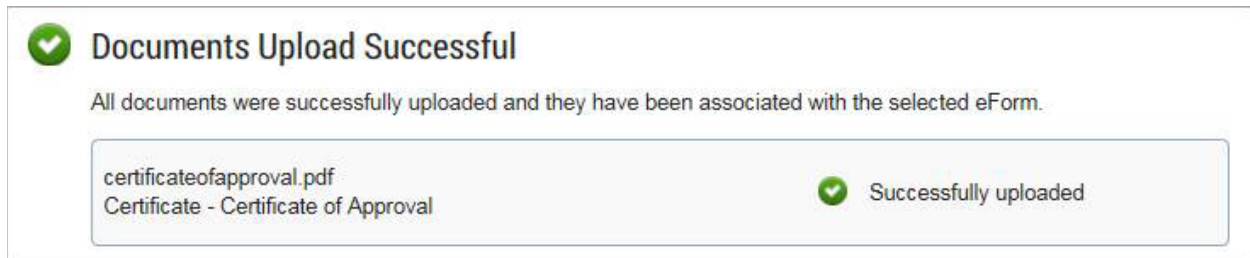 Documents Upload Successful
All documents were successfully uploaded and they have been associated with the selected eForm.
certificateofapproval.pdf
Certificate - Certificate of Approval
Successfully uploaded